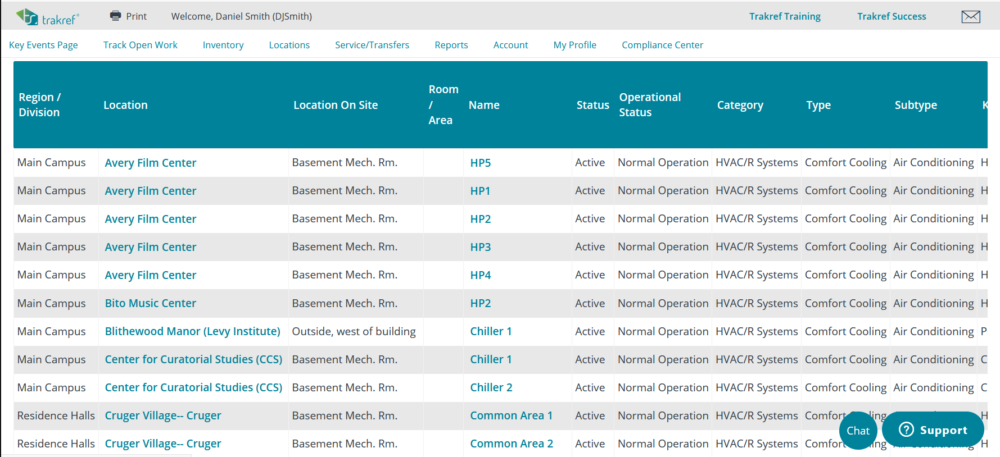 trakref® Print Welcome, Daniel Smith (DJSmith) Trakref Training Trakref Success
Key Events Page Track Open Work Inventory Locations Service/Transfers Reports Account My Profile Compliance Center
Region / Division Location Location On Site Room / Area Name Status Operational Status Category Type Subtype K
Main Campus Avery Film Center Basement Mech. Rm. HP5 Active Normal Operation HVAC/R Systems Comfort Cooling Air Conditioning H
Main Campus Avery Film Center Basement Mech. Rm. HP1 Active Normal Operation HVAC/R Systems Comfort Cooling Air Conditioning H
Main Campus Avery Film Center Basement Mech. Rm. HP2 Active Normal Operation HVAC/R Systems Comfort Cooling Air Conditioning H
Main Campus Avery Film Center Basement Mech. Rm. HP3 Active Normal Operation HVAC/R Systems Comfort Cooling Air Conditioning H
Main Campus Avery Film Center Basement Mech. Rm. HP4 Active Normal Operation HVAC/R Systems Comfort Cooling Air Conditioning H
Main Campus Bito Music Center Basement Mech. Rm. HP2 Active Normal Operation HVAC/R Systems Comfort Cooling Air Conditioning H
Main Campus Blithewood Manor (Levy Institute) Outside, west of building Chiller 1 Active Normal Operation HVAC/R Systems Comfort Cooling Air Conditioning P
Main Campus Center for Curatorial Studies (CCS) Basement Mech. Rm. Chiller 1 Active Normal Operation HVAC/R Systems Comfort Cooling Air Conditioning C
Main Campus Center for Curatorial Studies (CCS) Basement Mech. Rm. Chiller 2 Active Normal Operation HVAC/R Systems Comfort Cooling Air Conditioning C
Residence Halls Cruger Village-- Cruger Basement Mech. Rm. Common Area 1 Active Normal Operation HVAC/R Systems Comfort H
Chat Support
Residence Halls Cruger Village-- Cruger Basement Mech. Rm. Common Area 2 Active Normal Operation HVAC/R Systems Comfort H